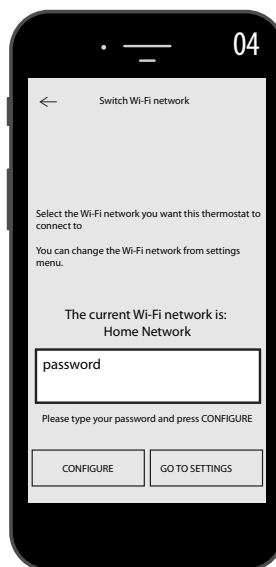 04
Switch Wi-Fi network
Select the Wi-Fi network you want this thermostat to
connect to
You can change the Wi-Fi network from settings
menu.
The current Wi-Fi network is:
Home Network
password
Please type your password and press CONFIGURE
CONFIGURE
GO TO SETTINGS